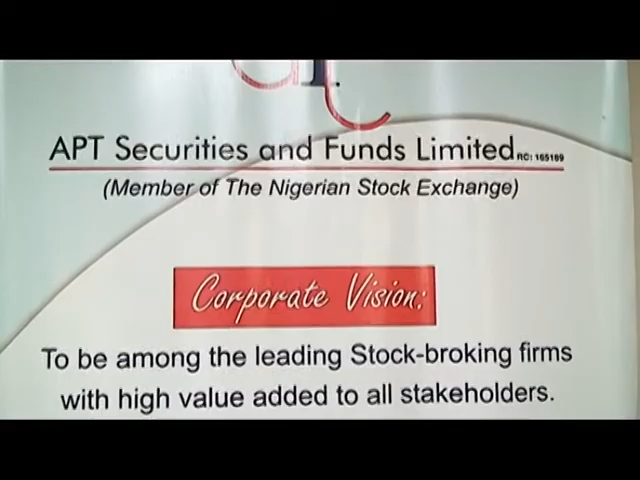 APT Securities and Funds Limited RC: 165189
(Member of The Nigerian Stock Exchange)
Corporate Vision:
To be among the leading Stock-broking firms
with high value added to all stakeholders.